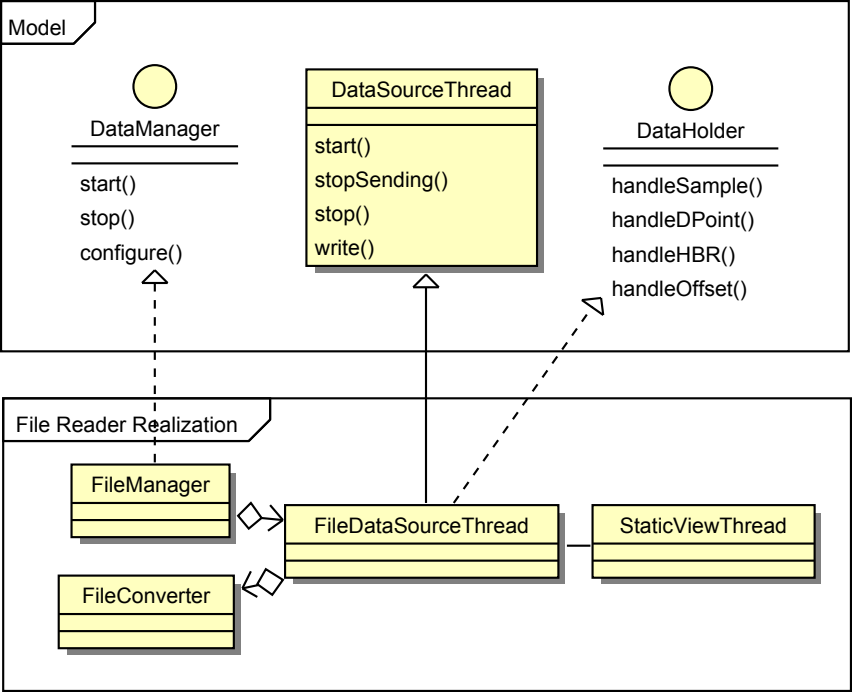 Model
DataManager
start()
stop()
configure()
DataSourceThread
start()
stopSending()
stop()
write()
DataHolder
handleSample()
handleDPoint()
handleHBR()
handleOffset()
File Reader Realization
FileManager
FileDataSourceThread
StaticViewThread
FileConverter